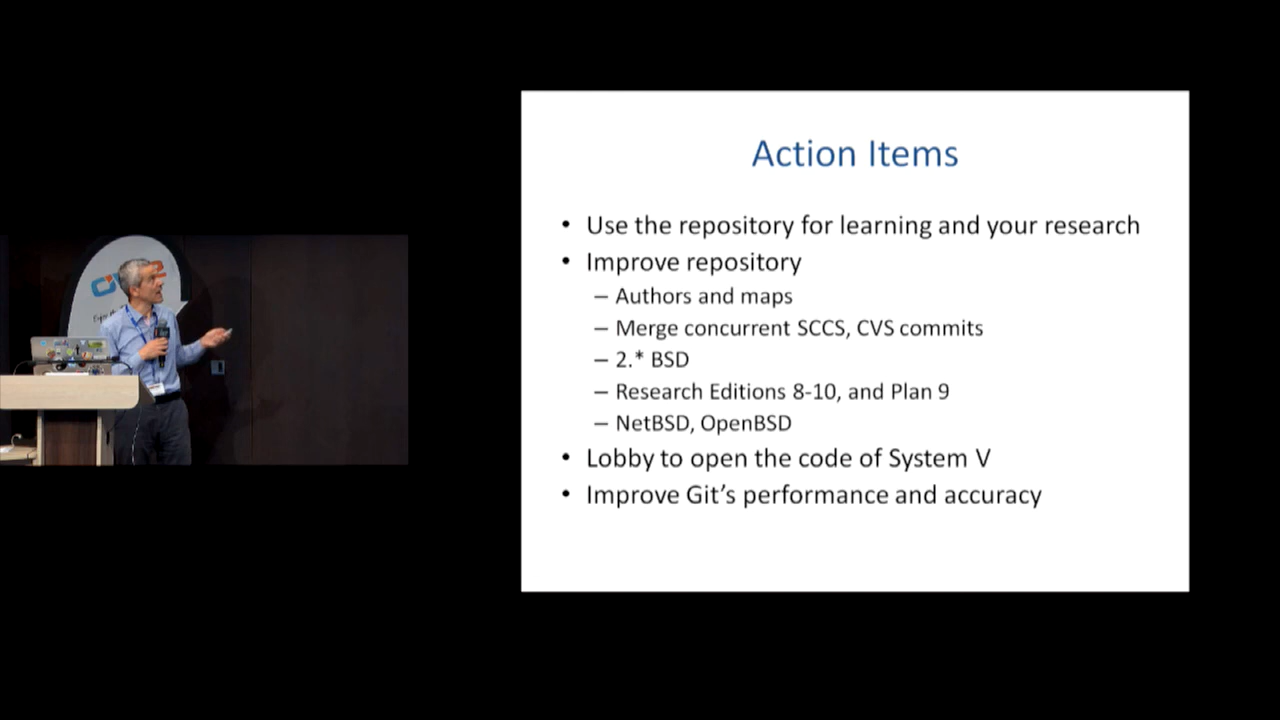 Action Items
• Use the repository for learning and your research
• Improve repository
– Authors and maps
– Merge concurrent SCCS, CVS commits
– 2.* BSD
– Research Editions 8-10, and Plan 9
– NetBSD, OpenBSD
• Lobby to open the code of System V
• Improve Git's performance and accuracy